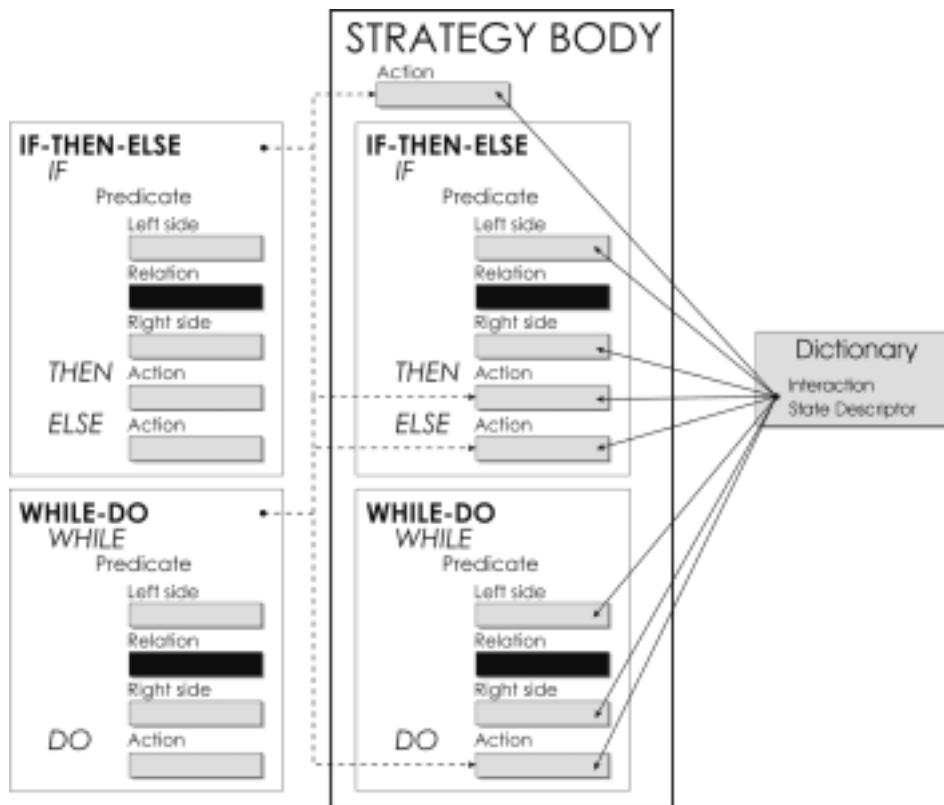 STRATEGY BODY
Action
IF-THEN-ELSE
IF
Predicate
Left side
Relation
Right side
THEN Action
ELSE Action
WHILE-DO
WHILE
Predicate
Left side
Relation
Right side
DO Action
IF-THEN-ELSE
IF
Predicate
Left side
Relation
Right side
THEN Action
ELSE Action
WHILE-DO
WHILE
Predicate
Left side
Relation
Right side
DO Action
Dictionary
Interaction
State Descriptor